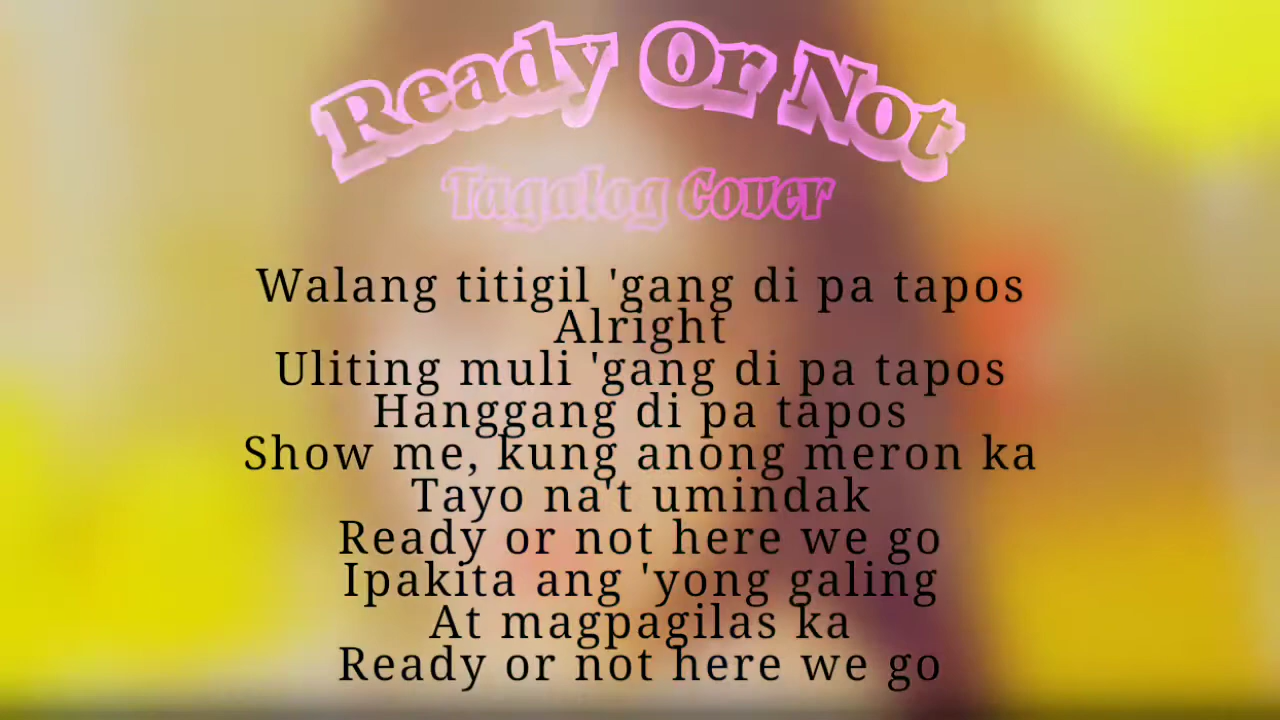 Ready Or Not
Tagalog Cover
Walang titigil 'gang di pa tapos
Alright
Uliting muli 'gang di pa tapos
Hanggang di pa tapos
Show me, kung anong meron ka
Tayo na't umindak
Ready or not here we go
Ipakita ang 'yong galing
At magpagilas ka
Ready or not here we go